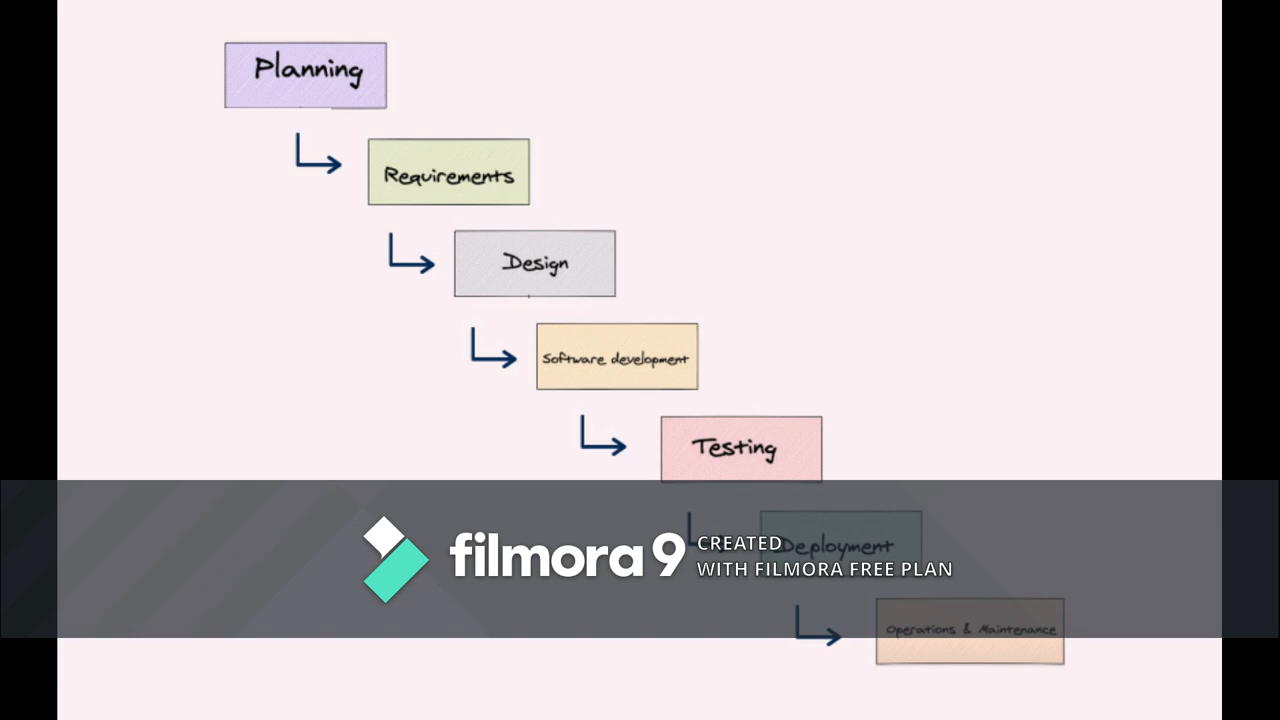 Planning
Requirements
Design
Software development
Testing
Deployment
filmora 9
CREATED
WITH FILMORA FREE PLAN
Operations & Maintenance